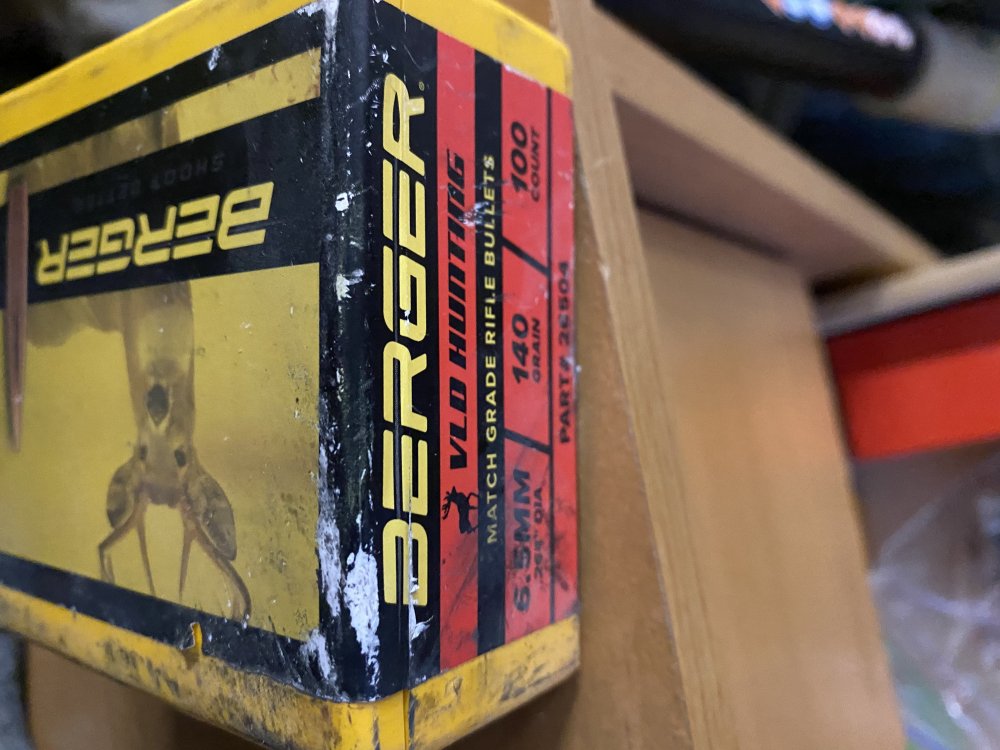 BERGER
VLD HUNTING
MATCH GRADE RIFLE BULLETS
6.5MM / 140 / 100
.264" DIA. GRAIN COUNT
PART# 26504
BERGER
SHOOT BETTER